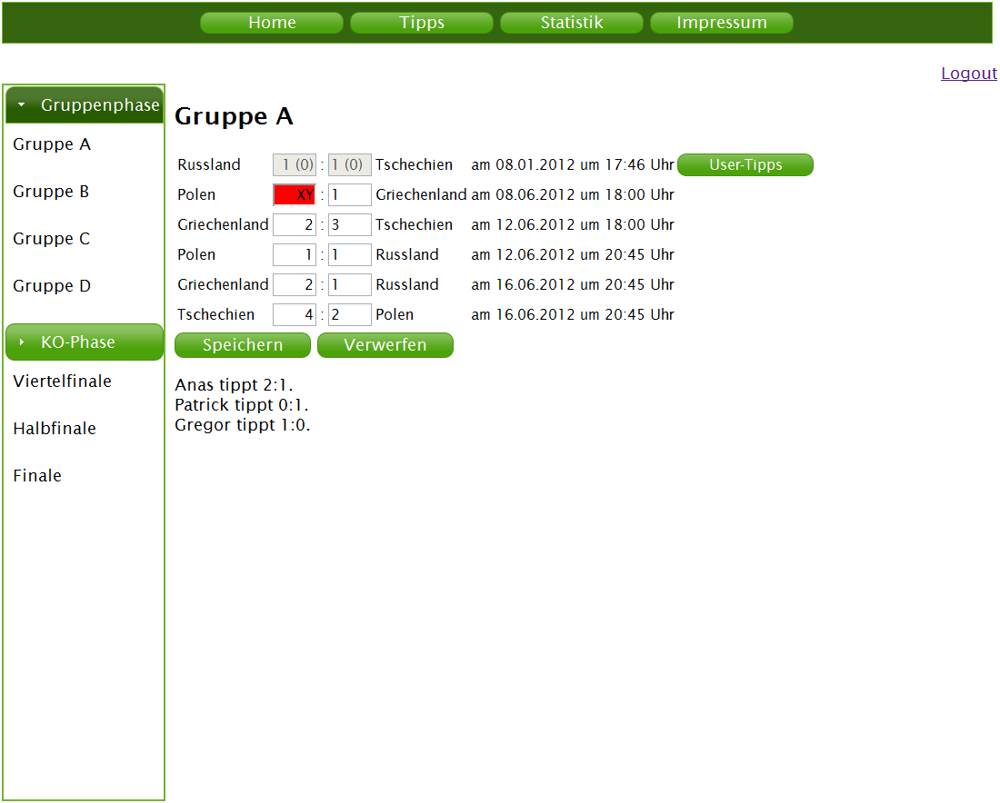 Home Tipps Statistik Impressum
Logout
Gruppenphase
Gruppe A
Gruppe B
Gruppe C
Gruppe D
KO-Phase
Viertelfinale
Halbfinale
Finale
Gruppe A
Russland 1 (0) : 1 (0) Tschechien am 08.01.2012 um 17:46 Uhr User-Tipps
Polen XY : 1 Griechenland am 08.06.2012 um 18:00 Uhr
Griechenland 2 : 3 Tschechien am 12.06.2012 um 18:00 Uhr
Polen 1 : 1 Russland am 12.06.2012 um 20:45 Uhr
Griechenland 2 : 1 Russland am 16.06.2012 um 20:45 Uhr
Tschechien 4 : 2 Polen am 16.06.2012 um 20:45 Uhr
Speichern Verwerfen
Anas tippt 2:1.
Patrick tippt 0:1.
Gregor tippt 1:0.